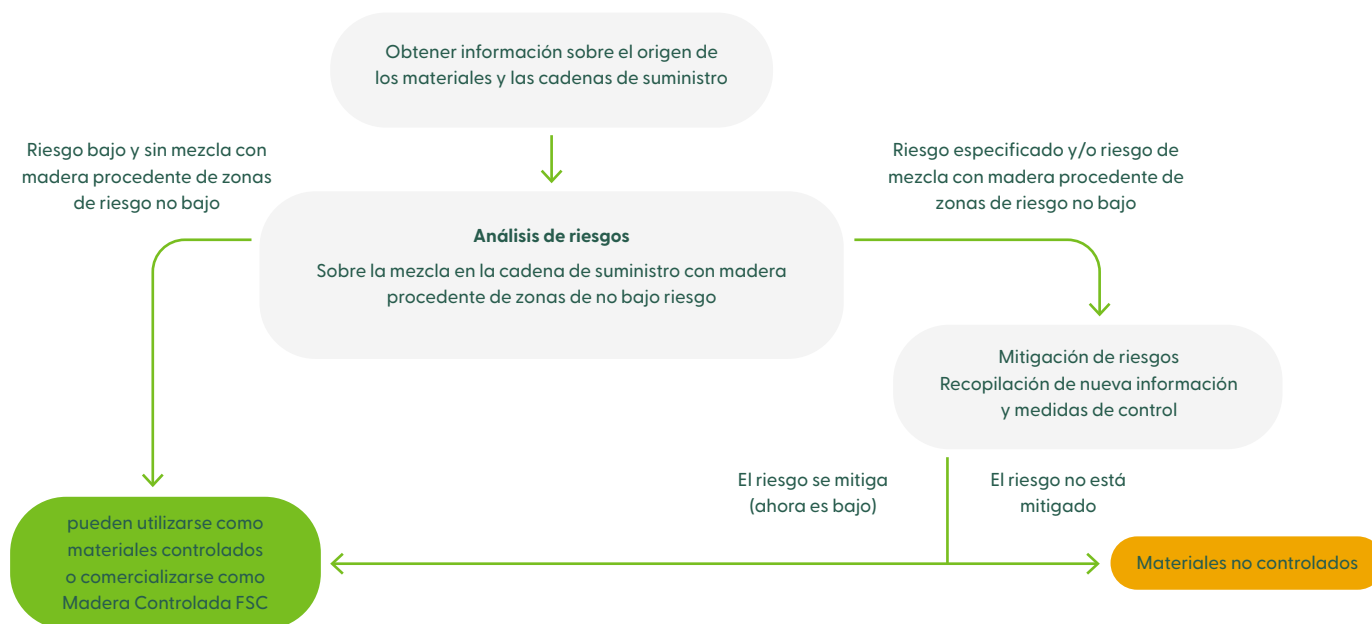 Obtener información sobre el origen de
los materiales y las cadenas de suministro
Riesgo bajo y sin mezcla con
madera procedente de zonas
de riesgo no bajo
Riesgo especificado y/o riesgo de
mezcla con madera procedente de
zonas de riesgo no bajo
Análisis de riesgos
Sobre la mezcla en la cadena de suministro con madera
procedente de zonas de no bajo riesgo
Mitigación de riesgos
Recopilación de nueva información
y medidas de control
El riesgo se mitiga
(ahora es bajo)
El riesgo no está
mitigado
pueden utilizarse como
materiales controlados
o comercializarse como
Madera Controlada FSC
Materiales no controlados